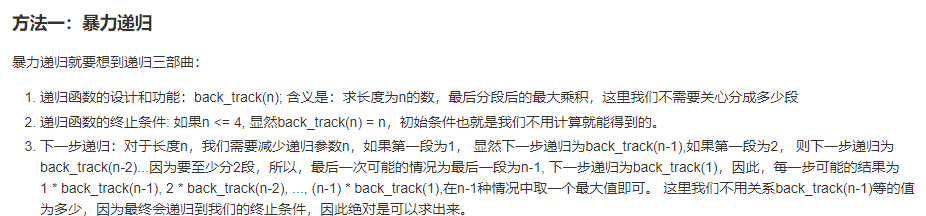 方法一：暴力递归
暴力递归就要想到递归三部曲：
1. 递归函数的设计和功能：back_track(n); 含义是：求长度为n的数，最后分段后的最大乘积，这里我们不需要关心分成多少段
2. 递归函数的终止条件: 如果n <= 4, 显然back_track(n) = n，初始条件也就是我们不用计算就能得到的。
3. 下一步递归：对于长度n，我们需要减少递归参数n，如果第一段为1， 显然下一步递归为back_track(n-1),如果第一段为2， 则下一步递归为
back_track(n-2)...因为要至少分2段，所以，最后一次可能的情况为最后一段为n-1, 下一步递归为back_track(1)，因此，每一步可能的结果为
1 * back_track(n-1), 2 * back_track(n-2), ..., (n-1) * back_track(1),在n-1种情况中取一个最大值即可。 这里我们不用关系back_track(n-1)等的值
为多少，因为最终会递归到我们的终止条件，因此绝对是可以求出来。